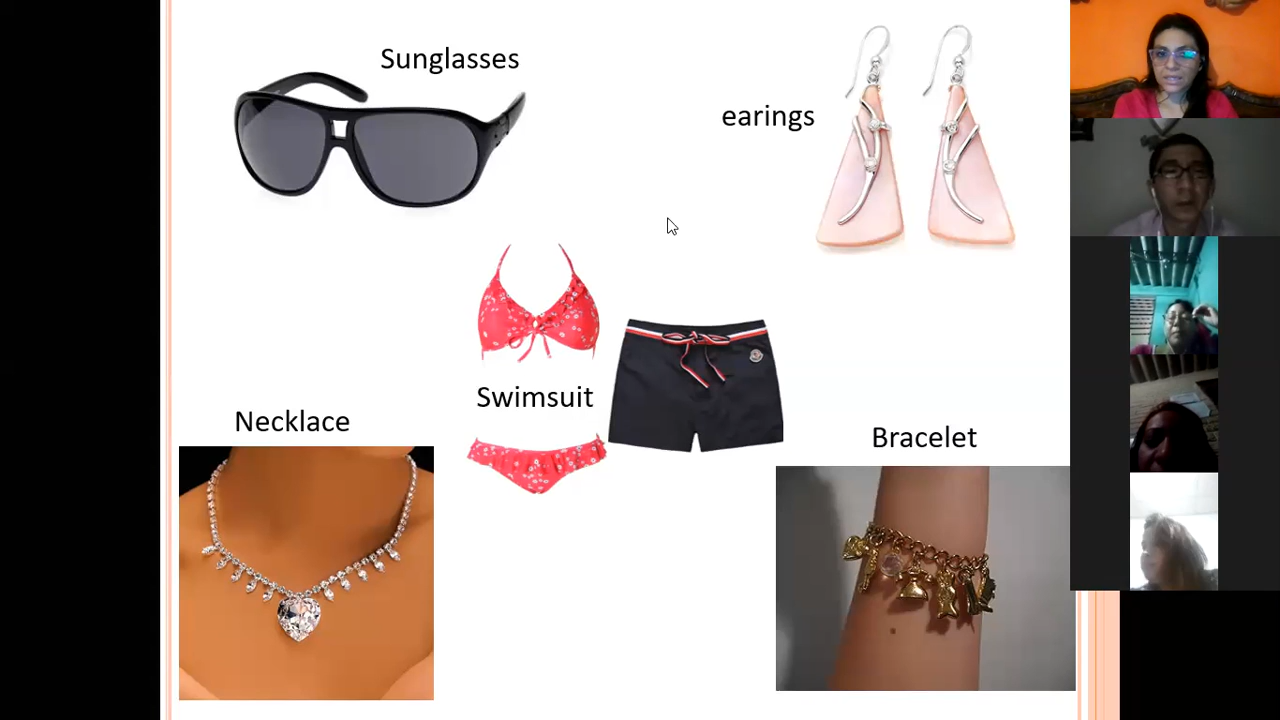 Sunglasses
earings
Swimsuit
Necklace
Bracelet